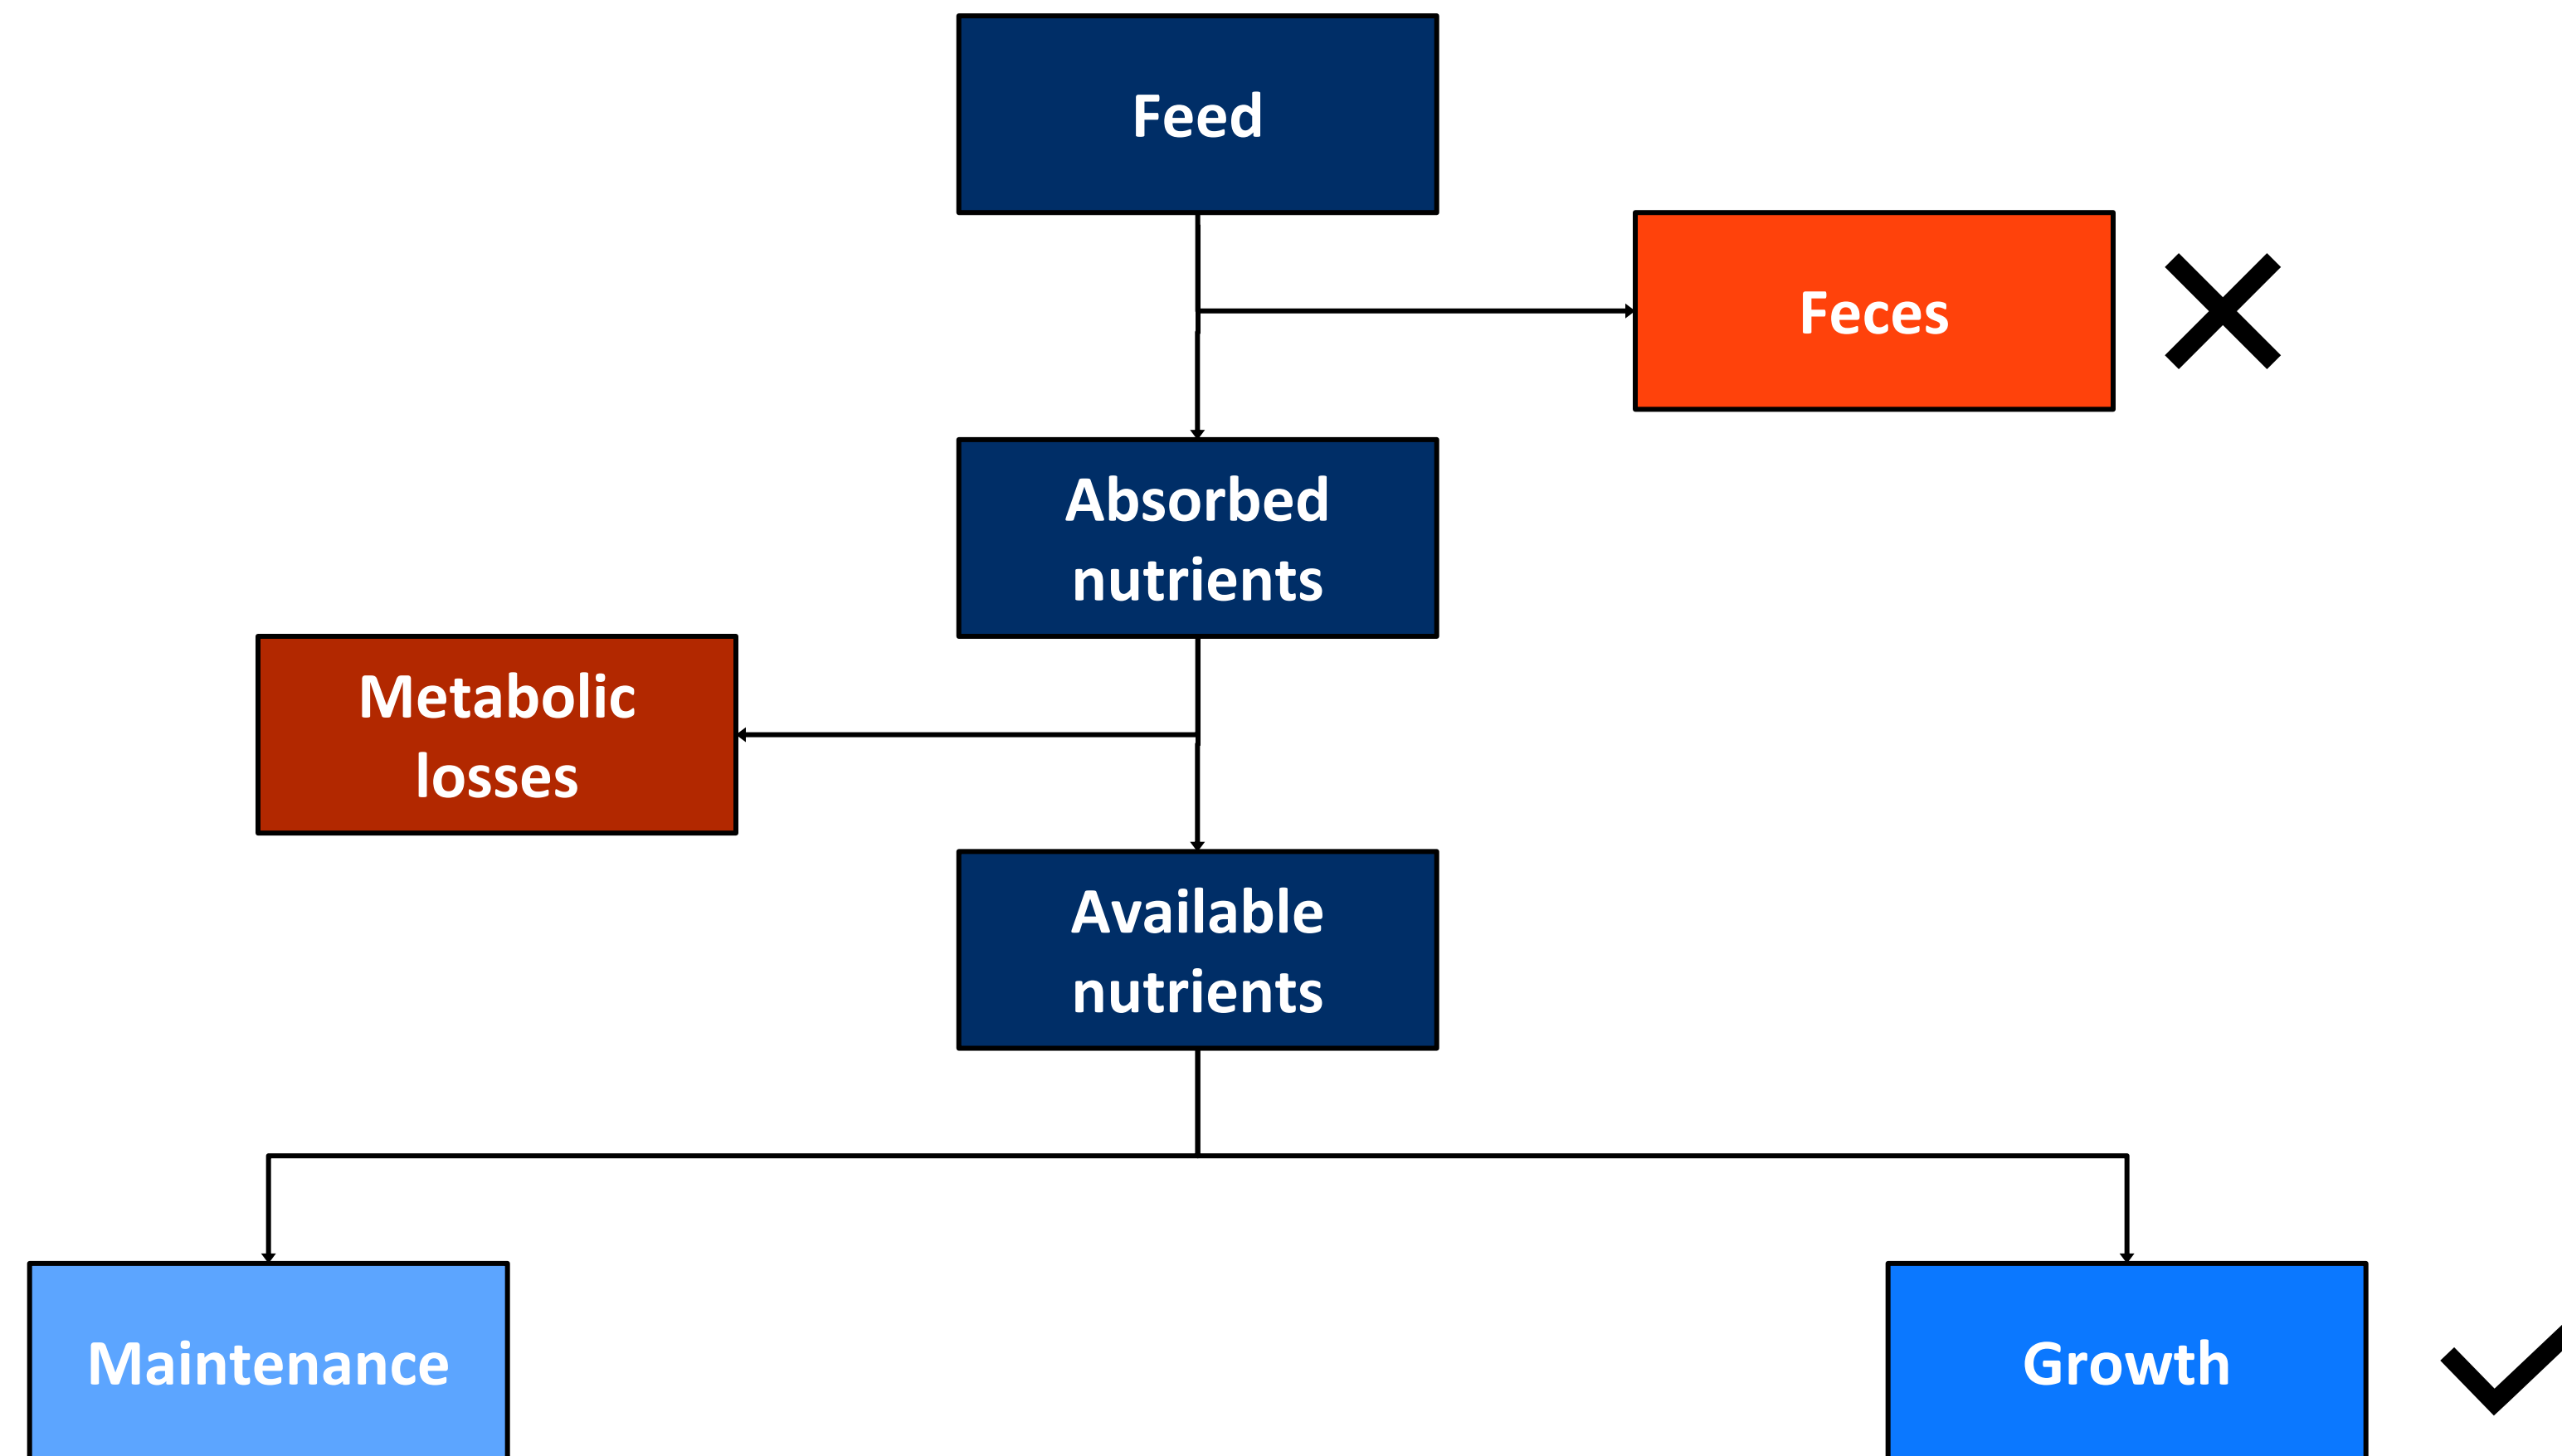 Feed
Feces
Absorbed
nutrients
Metabolic
losses
Available
nutrients
Maintenance
Growth